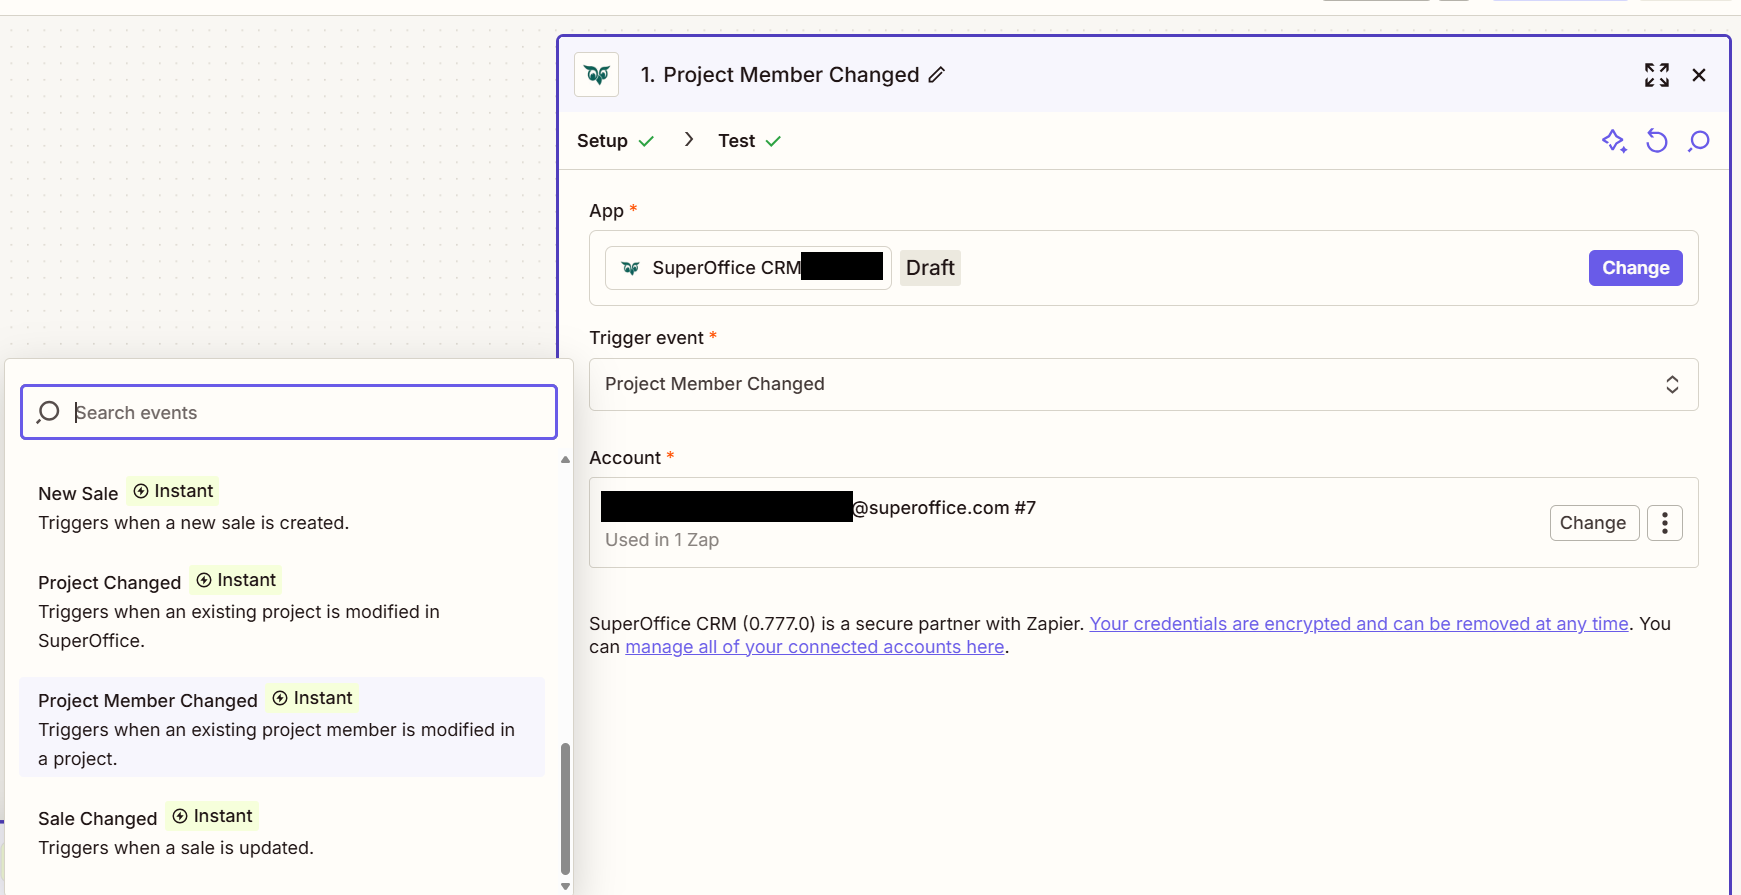 1. Project Member Changed
Setup
Test
App *
SuperOffice CRM
Draft
Change
Trigger event *
Project Member Changed
Account *
@superoffice.com #7
Used in 1 Zap
Change
SuperOffice CRM (0.777.0) is a secure partner with Zapier. Your credentials are encrypted and can be removed at any time. You
can manage all of your connected accounts here.
Search events
New Sale Instant
Triggers when a new sale is created.
Project Changed Instant
Triggers when an existing project is modified in
SuperOffice.
Project Member Changed Instant
Triggers when an existing project member is modified in
a project.
Sale Changed Instant
Triggers when a sale is updated.